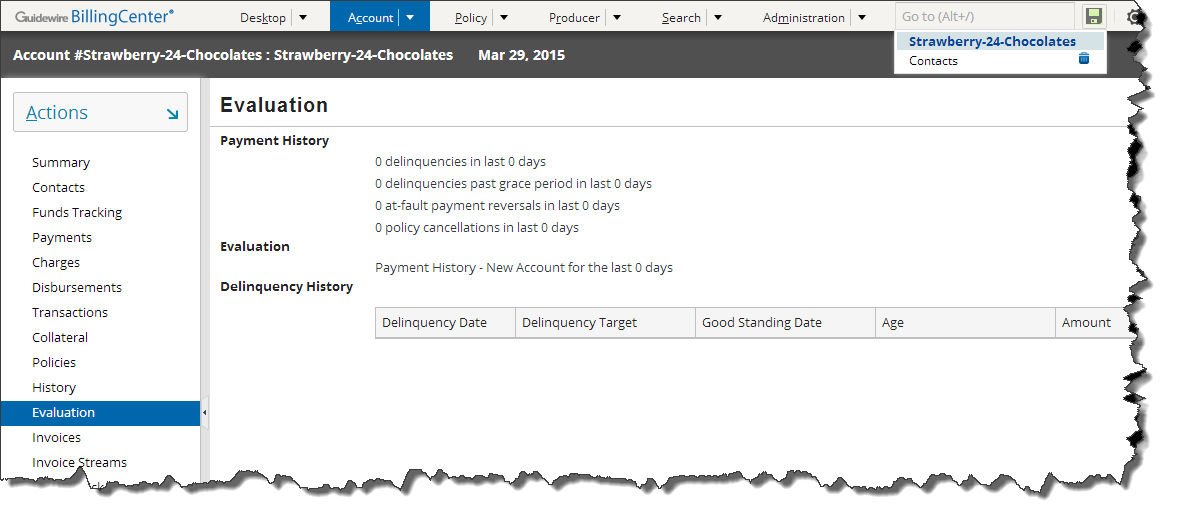 Guidewire BillingCenter® Desktop Account Policy Producer Search Administration Go to (Alt+/)
Account #Strawberry-24-Chocolates : Strawberry-24-Chocolates Mar 29, 2015
Strawberry-24-Chocolates
Contacts
Actions
Summary
Contacts
Funds Tracking
Payments
Charges
Disbursements
Transactions
Collateral
Policies
History
Evaluation
Invoices
Invoice Streams
Evaluation
Payment History
0 delinquencies in last 0 days
0 delinquencies past grace period in last 0 days
0 at-fault payment reversals in last 0 days
0 policy cancellations in last 0 days
Evaluation
Payment History - New Account for the last 0 days
Delinquency History
Delinquency Date Delinquency Target Good Standing Date Age Amount